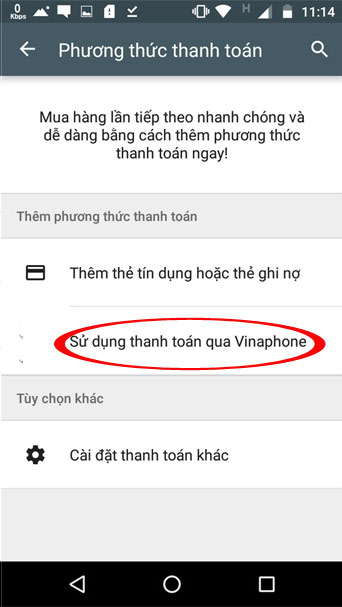 0
Kbps
H
11:14
Phương thức thanh toán
Mua hàng lần tiếp theo nhanh chóng và
dễ dàng bằng cách thêm phương thức
thanh toán ngay!
Thêm phương thức thanh toán
Thêm thẻ tín dụng hoặc thẻ ghi nợ
Sử dụng thanh toán qua Vinaphone
Tùy chọn khác
Cài đặt thanh toán khác